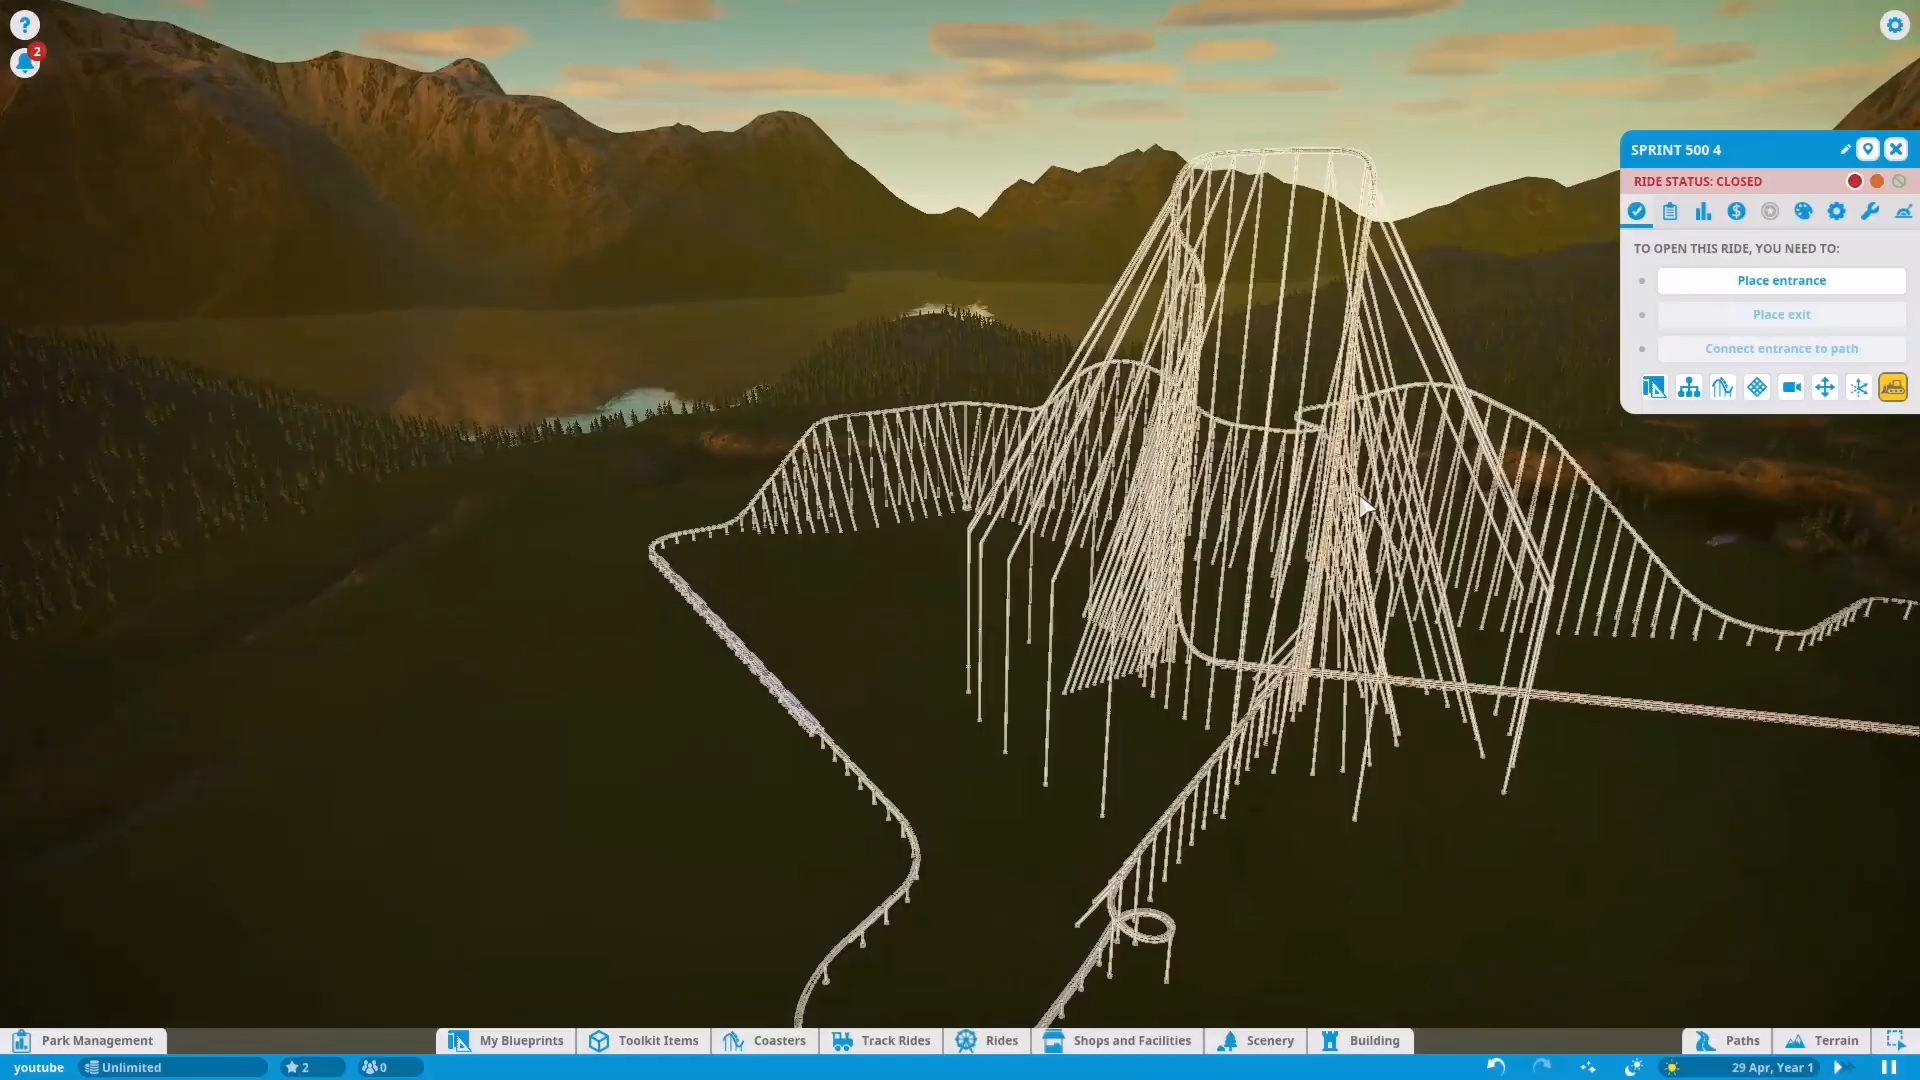 ?
2
SPRINT 500 4
RIDE STATUS: CLOSED
TO OPEN THIS RIDE, YOU NEED TO:
Place entrance
Place exit
Connect entrance to path
Park Management
My Blueprints
Toolkit Items
Coasters
Track Rides
Rides
Shops and Facilities
Scenery
Building
Paths
Terrain
youtube
Unlimited
2
0
29 Apr, Year 1